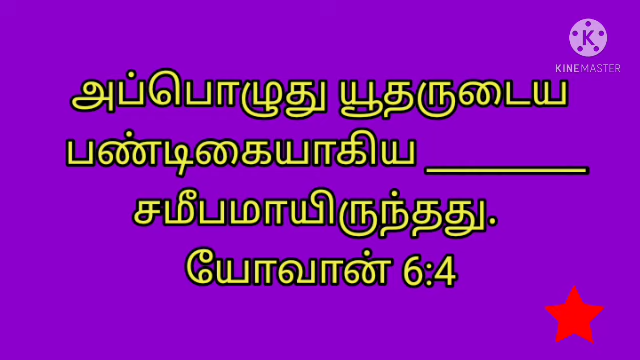 KINEMASTER
அப்பொழுது யூதருடைய
பண்டிகையாகிய ________
சமீபமாயிருந்தது.
யோவான் 6:4